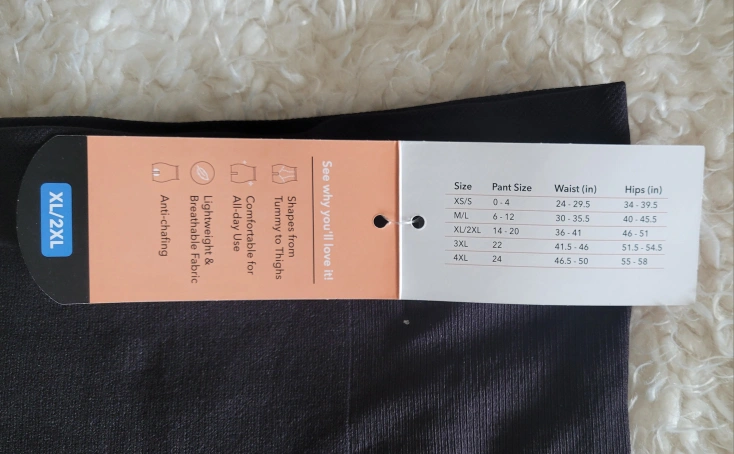 XL/2XL
See why you'll love it!
Shapes from
Tummy to Thighs
Comfortable for
All-day Use
Lightweight &
Breathable Fabric
Anti-chafing
Size Pant Size Waist (in) Hips (in)
XS/S 0 - 4 24 - 29.5 34 - 39.5
M/L 6 - 12 30 - 35.5 40 - 45.5
XL/2XL 14 - 20 36 - 41 46 - 51
3XL 22 41.5 - 46 51.5 - 54.5
4XL 24 46.5 - 50 55 - 58